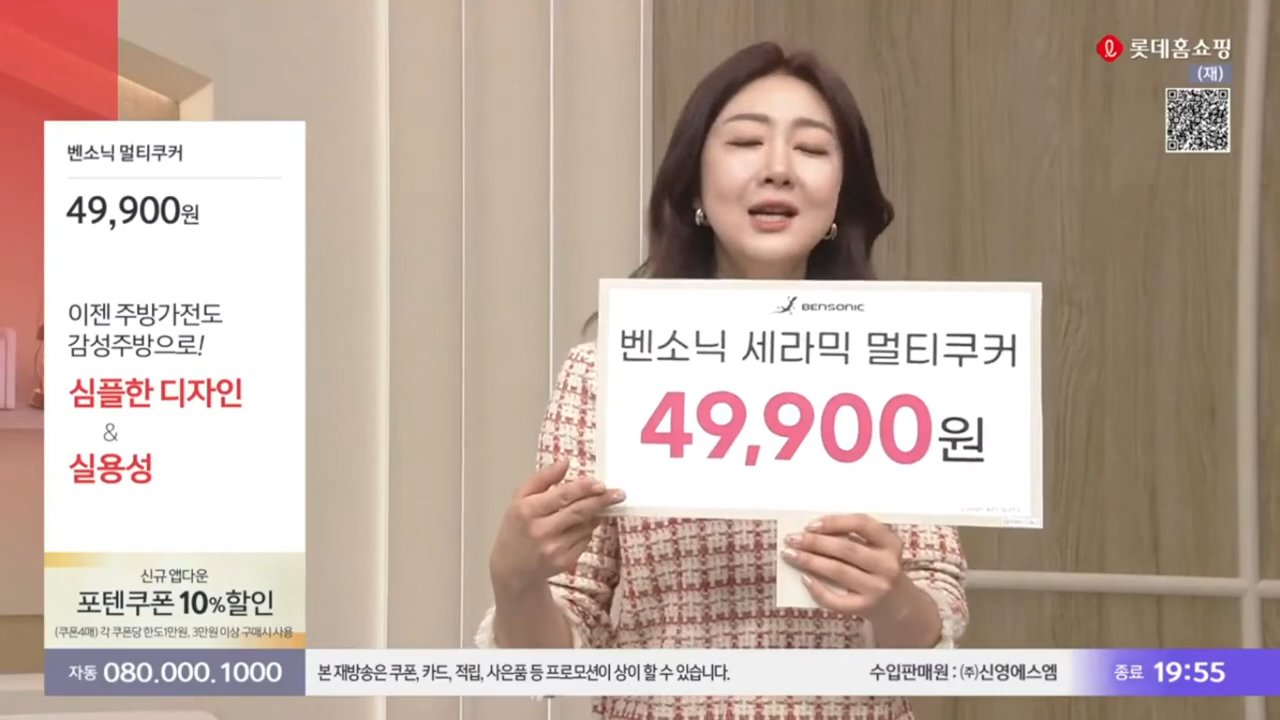 롯데홈쇼핑
(재)
벤소닉 멀티쿠커
49,900원
이젠 주방가전도
감성주방으로!
심플한 디자인
&
실용성
신규 앱다운
포텐쿠폰 10%할인
(쿠폰4매) 각 쿠폰당 한도1만원, 3만원 이상 구매시 사용
BENSONIC
벤소닉 세라믹 멀티쿠커
49,900원
자동 080.000.1000
본 재방송은 쿠폰, 카드, 적립, 사은품 등 프로모션이 상이 할 수 있습니다.
수입판매원 : (주)신영에스엠
종료 19:55